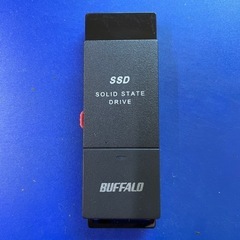 SSD
SOLID STATE
DRIVE
BUFFALO